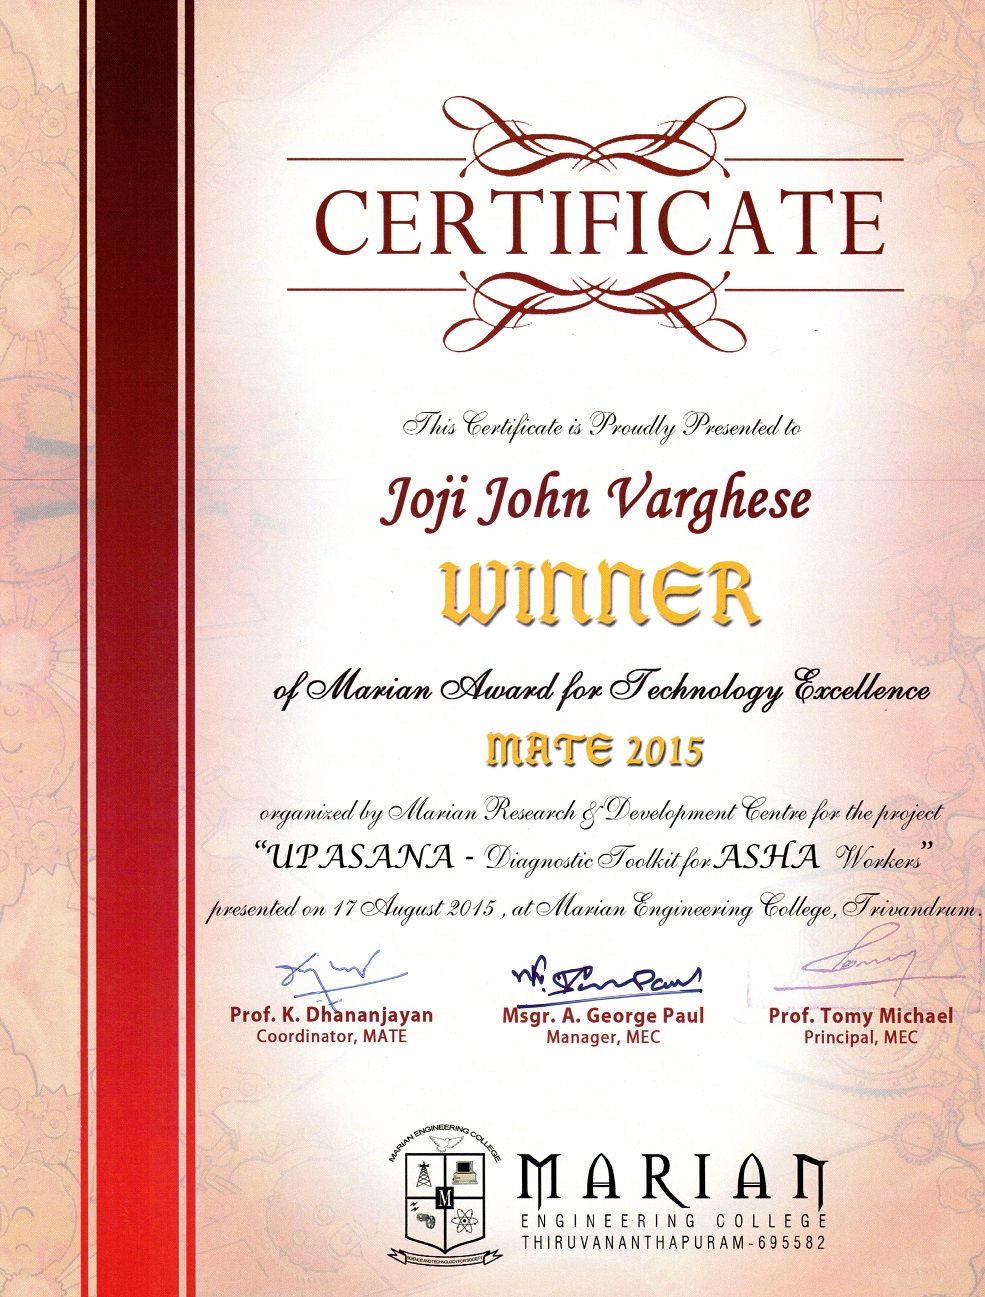 CERTIFICATE
This Certificate is Proudly Presented to
Joji John Varghese
WINNER
of Marian Award for Technology Excellence
MATE 2015
organized by Marian Research & Development Centre for the project
“UPASANA - Diagnostic Toolkit for ASHA Workers”
presented on 17 August 2015 , at Marian Engineering College, Trivandrum.
Prof. K. Dhananjayan
Coordinator, MATE
Msgr. A. George Paul
Manager, MEC
Prof. Tomy Michael
Principal, MEC
MARIAN ENGINEERING COLLEGE
M
SCIENCE AND TECHNOLOGY FOR SOCIETY
MARIAN
ENGINEERING COLLEGE
THIRUVANANTHAPURAM-695582